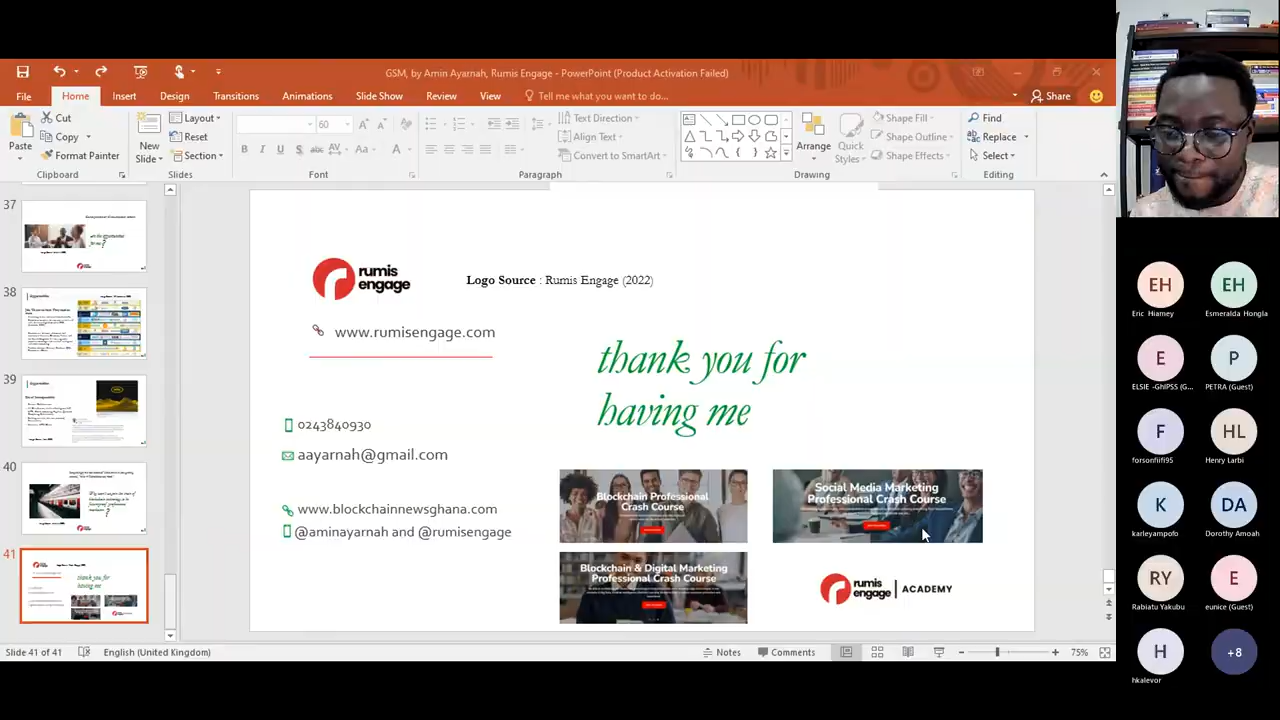 GSM, by Amin Ayarnah, Rumis Engage - PowerPoint (Product Activation Failed)
File Home Insert Design Transitions Animations Slide Show Review View Tell me what you want to do... Share
Paste
Cut
Copy
Format Painter
Clipboard
New
Slide
Layout
Reset
Section
Slides
60
B I U S abc AV Aa A
Font
Text Direction
Align Text
Convert to SmartArt
Paragraph
Arrange
Quick
Styles
Shape Fill
Shape Outline
Shape Effects
Drawing
Find
Replace
Select
Editing
37
38
39
40
41
rumis
engage
Logo Source : Rumis Engage (2022)
www.rumisengage.com
thank you for
having me
0243840930
aayarnah@gmail.com
www.blockchainnewsghana.com
@aminayarnah and @rumisengage
Blockchain Professional
Crash Course
Social Media Marketing
Professional Crash Course
Blockchain & Digital Marketing
Professional Crash Course
rumis
engage | ACADEMY
Slide 41 of 41 English (United Kingdom) Notes Comments 75%
EH EH
Eric Hiamey Esmeralda Hongla
E P
ELSIE -GhIPSS (G... PETRA (Guest)
F HL
forsonfiifi95 Henry Larbi
K DA
karleyampofo Dorothy Amoah
RY E
Rabiatu Yakubu eunice (Guest)
H +8
hkalevor